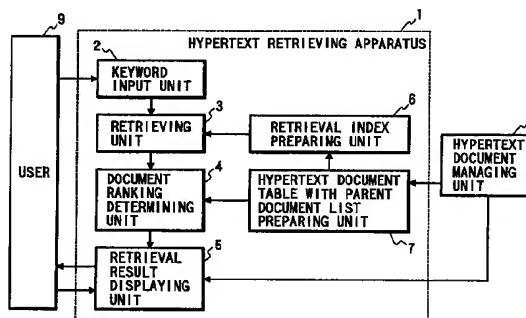 9
1
HYPERTEXT RETRIEVING APPARATUS
2
KEYWORD
INPUT UNIT
3
RETRIEVING
UNIT
6
RETRIEVAL INDEX
PREPARING UNIT
HYPERTEXT
DOCUMENT
MANAGING
UNIT
USER
4
DOCUMENT
RANKING
DETERMINING
UNIT
HYPERTEXT DOCUMENT
TABLE WITH PARENT
DOCUMENT LIST
PREPARING UNIT
7
5
RETRIEVAL
RESULT
DISPLAYING
UNIT